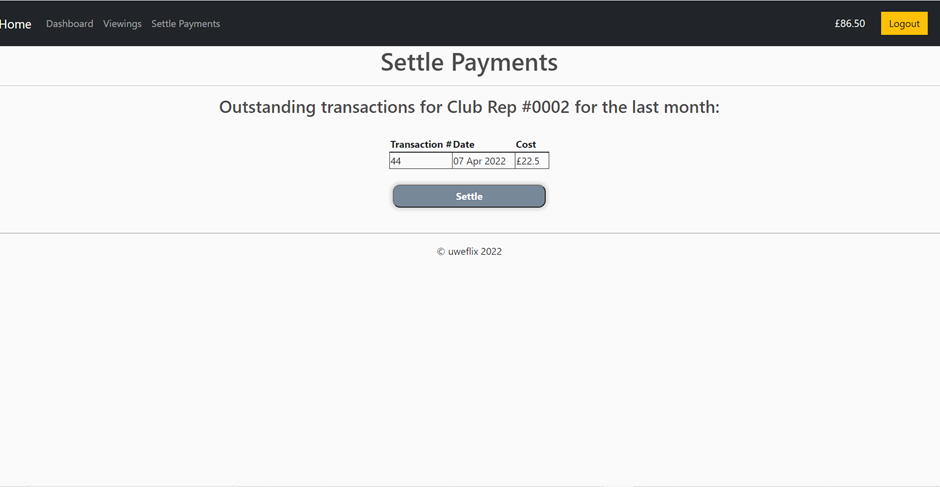 Home Dashboard Viewings Settle Payments £86.50 Logout
Settle Payments
Outstanding transactions for Club Rep #0002 for the last month:
Transaction # Date Cost
44 07 Apr 2022 £22.5
Settle
© uweflix 2022